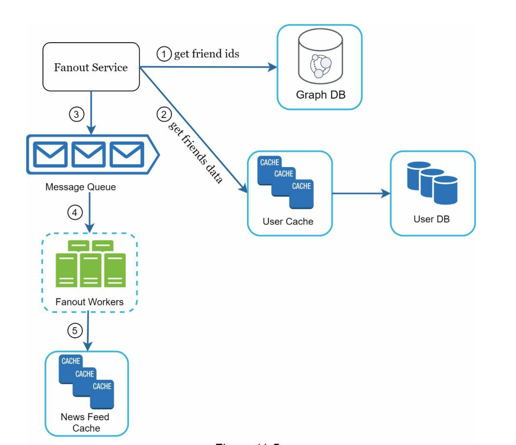 ① get friend ids
Fanout Service
Graph DB
③
②
get friends data
Message Queue
CACHE
CACHE
CACHE
User Cache
User DB
④
Fanout Workers
⑤
CACHE
CACHE
CACHE
News Feed
Cache